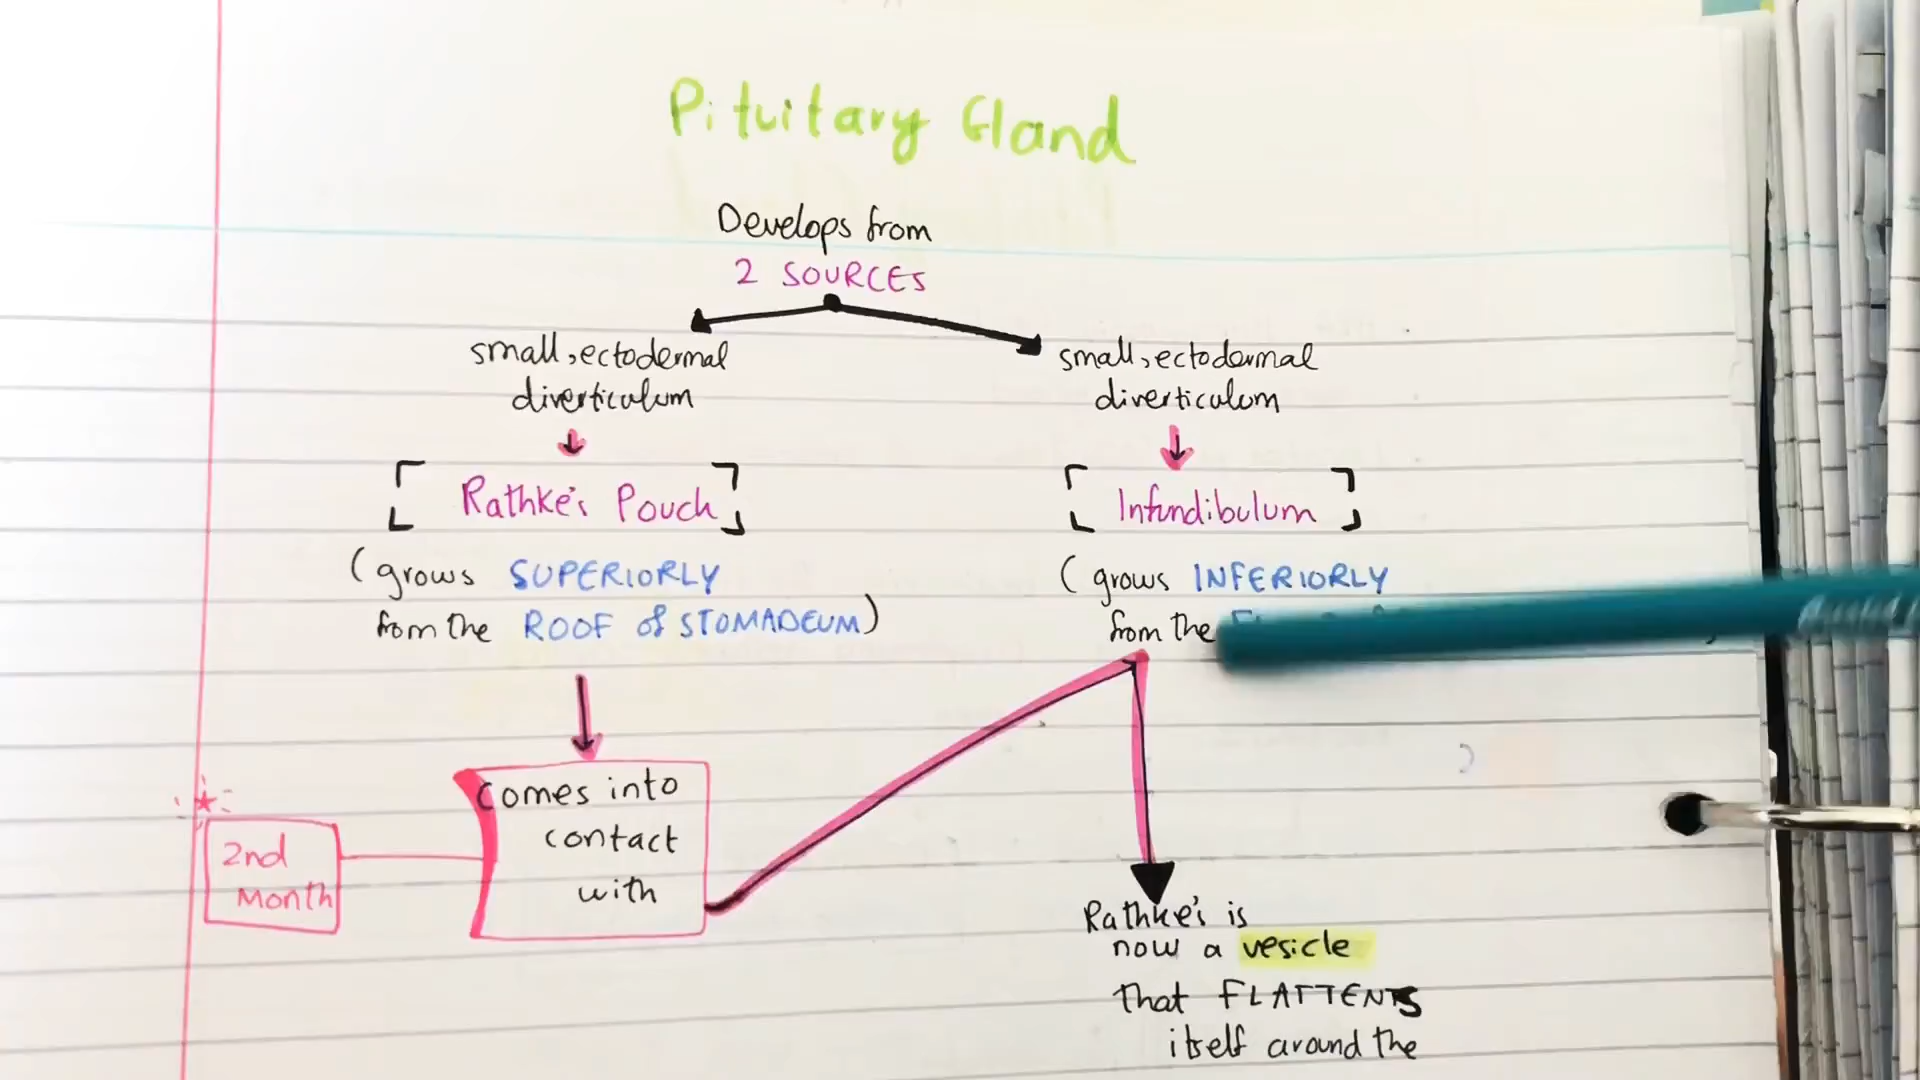 Pituitary Gland
Develops from
2 SOURCES
small, ectodermal
diverticulum
Rathke's Pouch
(grows SUPERIORLY
from the ROOF of STOMADEUM)
small, ectodermal
diverticulum
Infundibulum
(grows INFERIORLY
from the
2nd
Month
Comes into
contact
with
Rathke's is
now a vesicle
that FLATTENS
itself around the